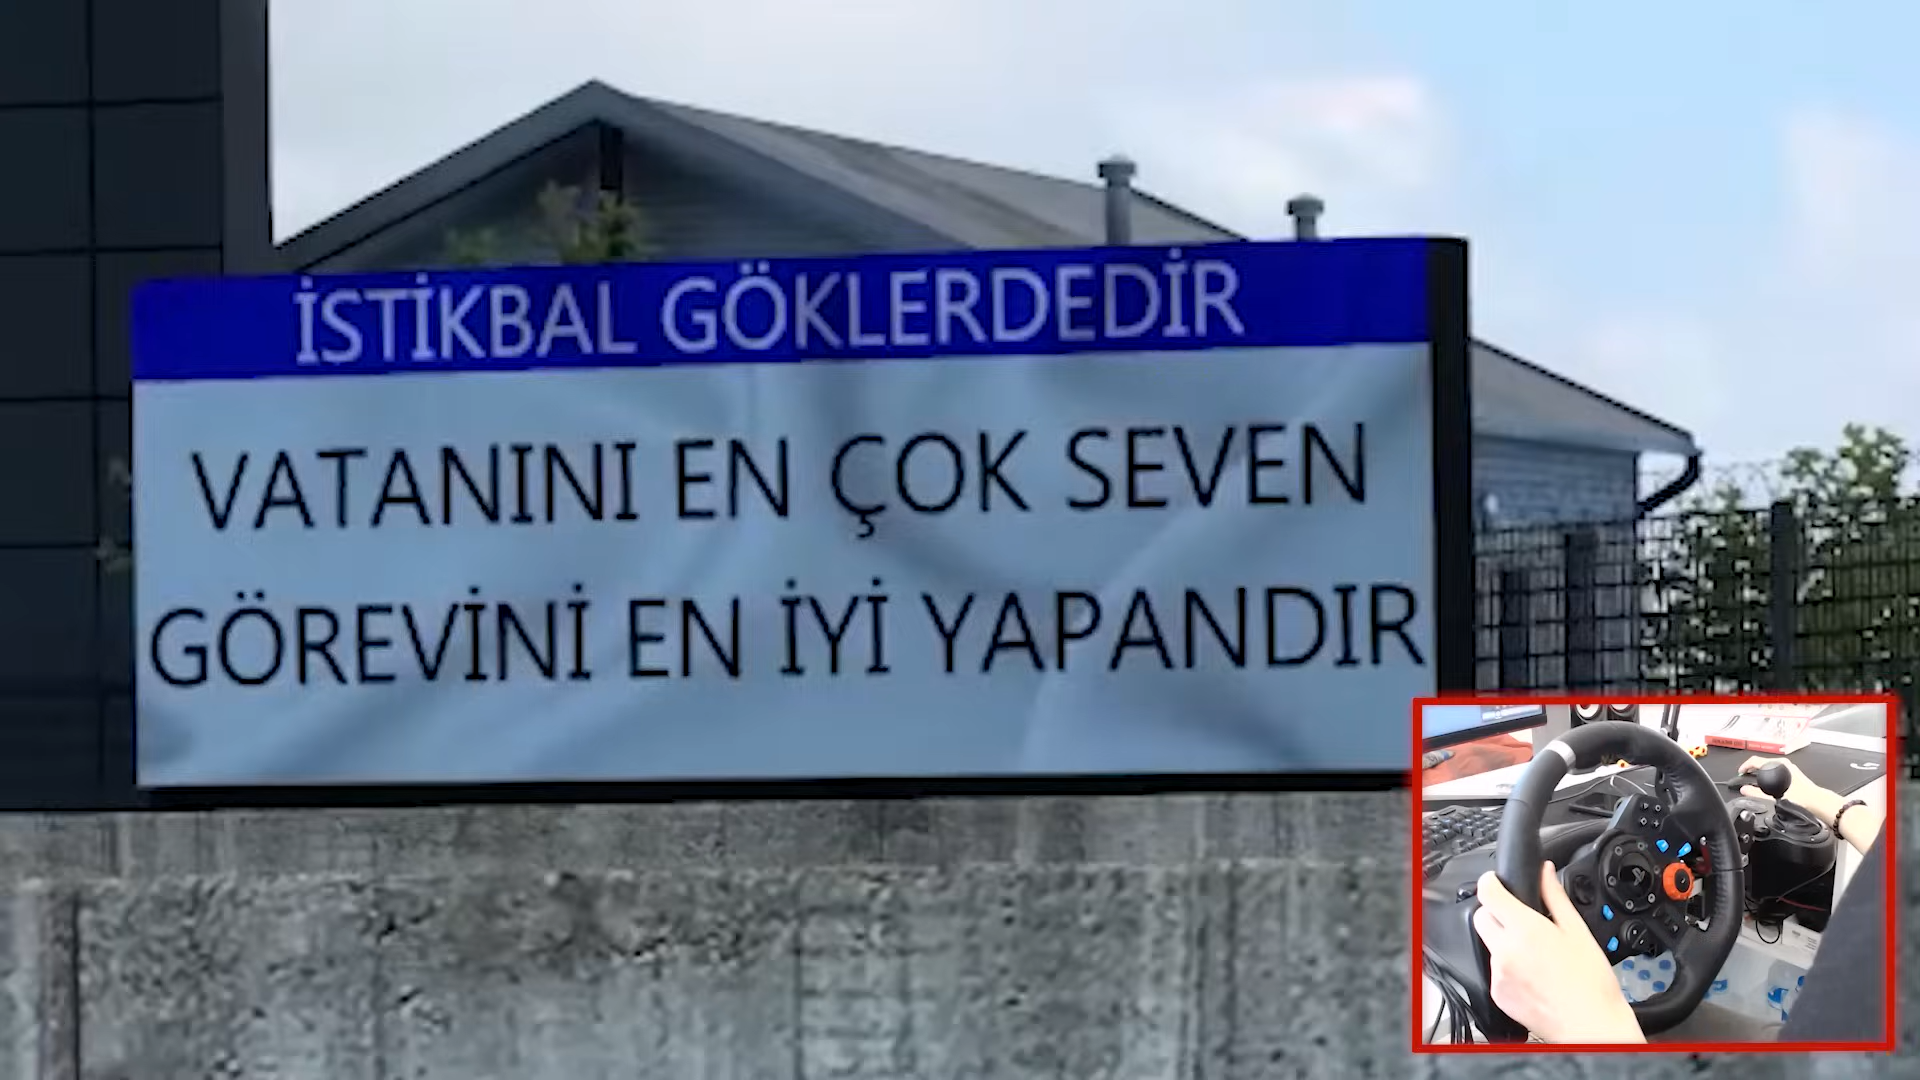 İSTİKBAL GÖKLERDEDİR
VATANINI EN ÇOK SEVEN
GÖREVİNİ EN İYİ YAPANDIR